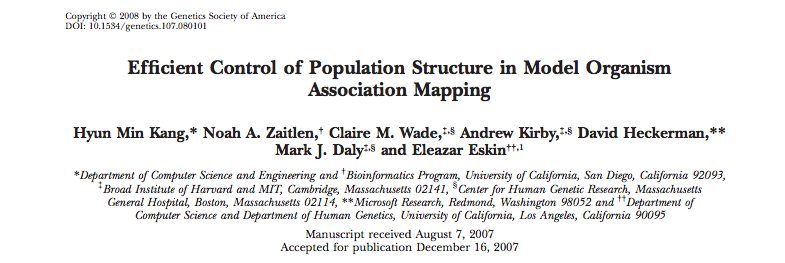 Copyright © 2008 by the Genetics Society of America
DOI: 10.1534/genetics.107.080101
Efficient Control of Population Structure in Model Organism
Association Mapping
Hyun Min Kang,* Noah A. Zaitlen,† Claire M. Wade,‡,§ Andrew Kirby,‡,§ David Heckerman,**
Mark J. Daly‡,§ and Eleazar Eskin††,1
*Department of Computer Science and Engineering and †Bioinformatics Program, University of California, San Diego, California 92093,
‡Broad Institute of Harvard and MIT, Cambridge, Massachusetts 02141, §Center for Human Genetic Research, Massachusetts
General Hospital, Boston, Massachusetts 02114, **Microsoft Research, Redmond, Washington 98052 and ††Department of
Computer Science and Department of Human Genetics, University of California, Los Angeles, California 90095
Manuscript received August 7, 2007
Accepted for publication December 16, 2007